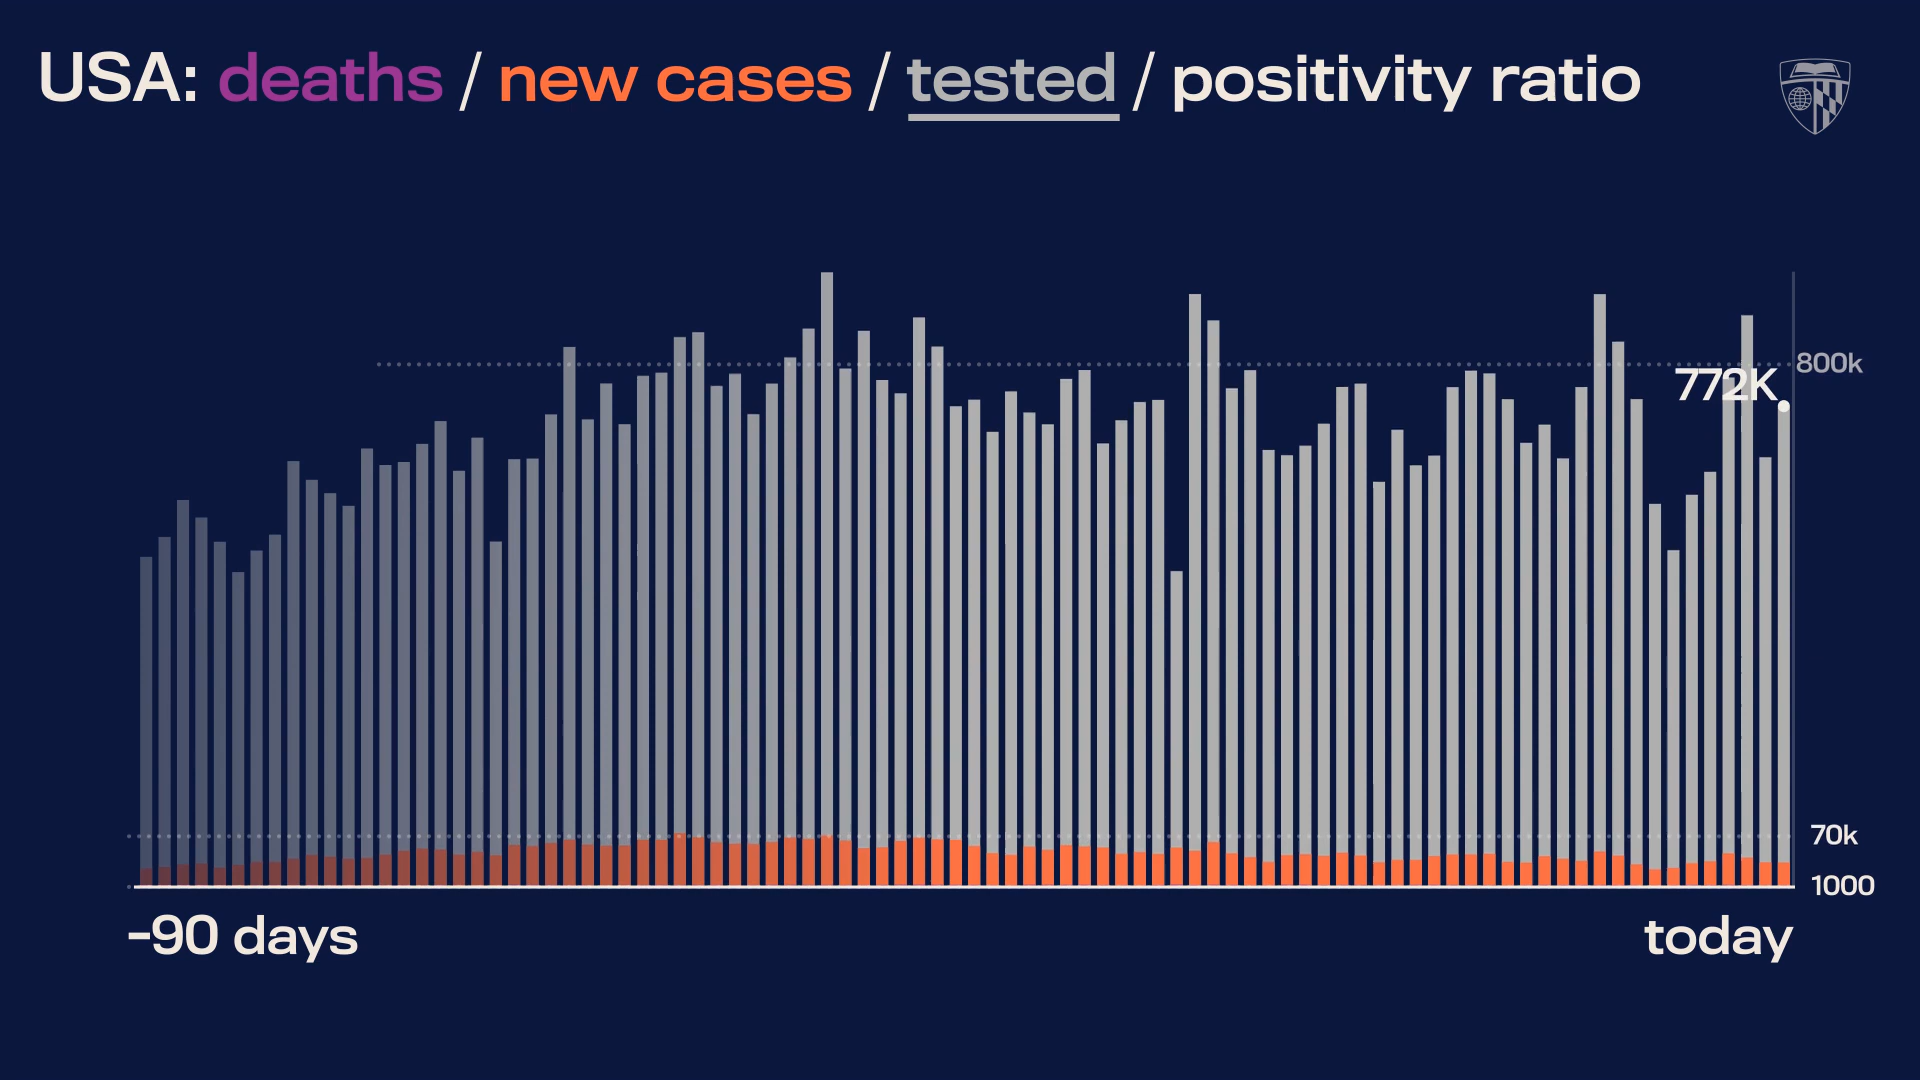 USA: deaths / new cases / tested / positivity ratio
800k
772K
70k
1000
-90 days
today